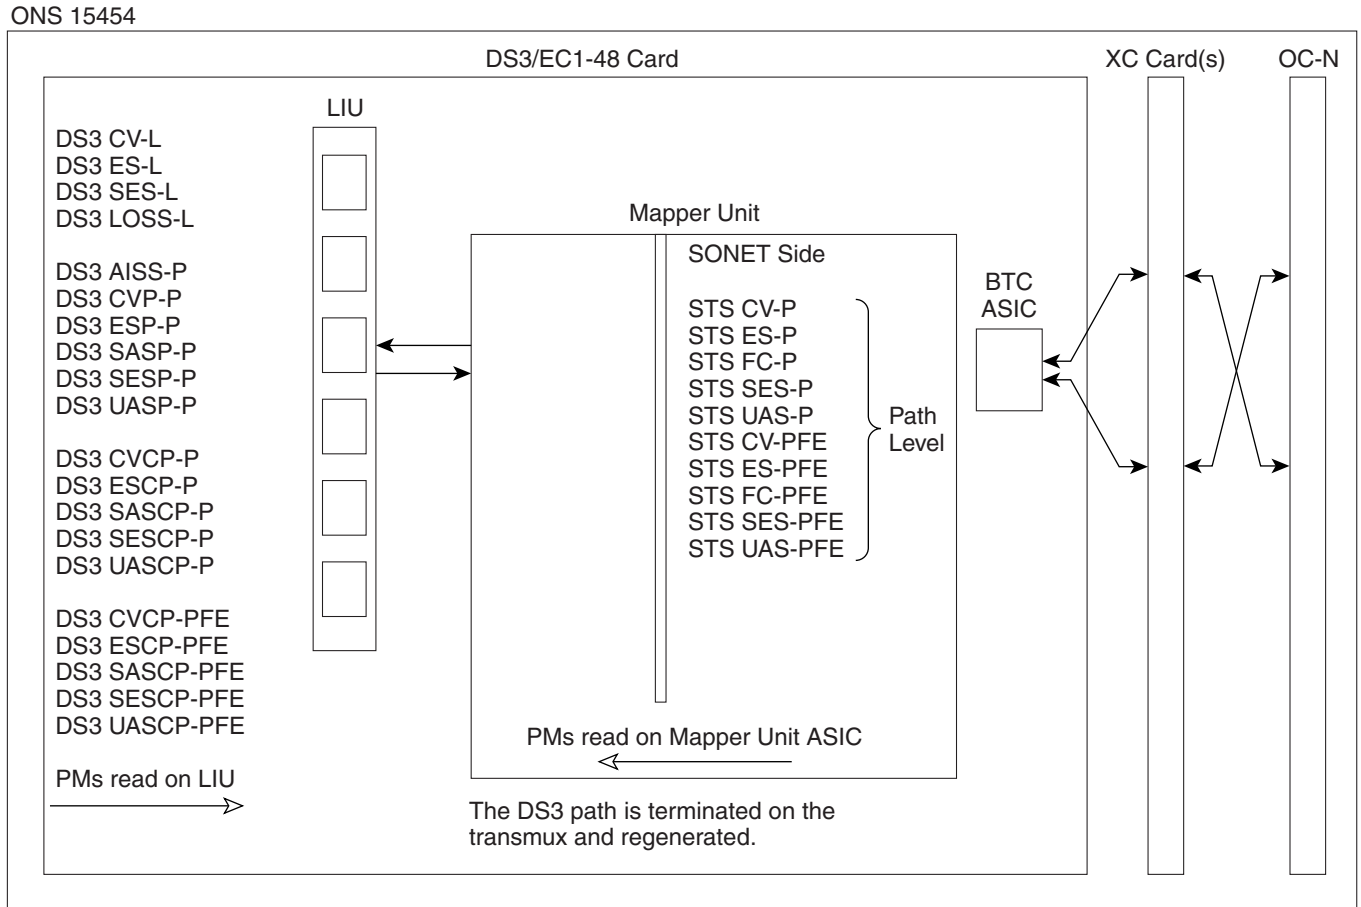 ONS 15454
DS3/EC1-48 Card
XC Card(s)
OC-N
LIU
DS3 CV-L
DS3 ES-L
DS3 SES-L
DS3 LOSS-L
DS3 AISS-P
DS3 CVP-P
DS3 ESP-P
DS3 SASP-P
DS3 SESP-P
DS3 UASP-P
DS3 CVCP-P
DS3 ESCP-P
DS3 SASCP-P
DS3 SESCP-P
DS3 UASCP-P
DS3 CVCP-PFE
DS3 ESCP-PFE
DS3 SASCP-PFE
DS3 SESCP-PFE
DS3 UASCP-PFE
PMs read on LIU
Mapper Unit
SONET Side
STS CV-P
STS ES-P
STS FC-P
STS SES-P
STS UAS-P
STS CV-PFE
STS ES-PFE
STS FC-PFE
STS SES-PFE
STS UAS-PFE
Path
Level
PMs read on Mapper Unit ASIC
The DS3 path is terminated on the
transmux and regenerated.
BTC
ASIC